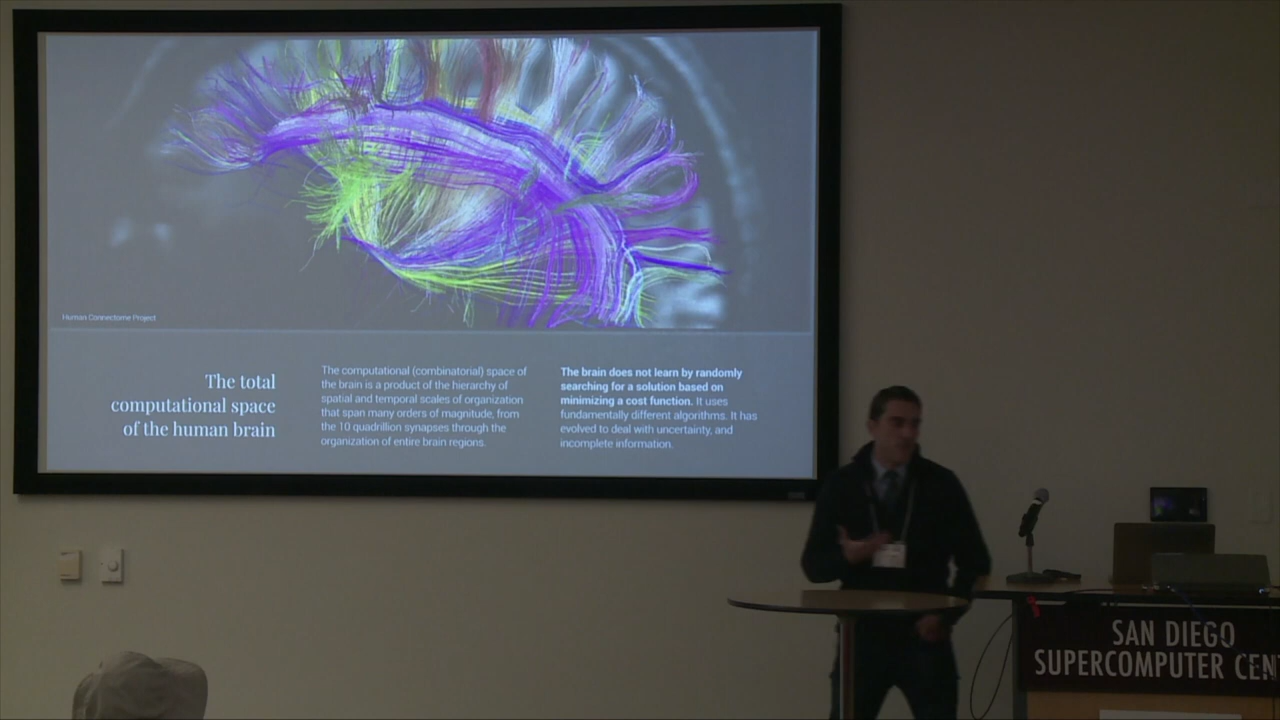 Human Connectome Project
The total
computational space
of the human brain
The computational (combinatorial) space of
the brain is a product of the hierarchy of
spatial and temporal scales of organization
that span many orders of magnitude, from
the 10 quadrillion synapses through the
organization of entire brain regions.
The brain does not learn by randomly
searching for a solution based on
minimizing a cost function. It uses
fundamentally different algorithms. It has
evolved to deal with uncertainty, and
incomplete information.
SAN DIEGO
SUPERCOMPUTER CEN